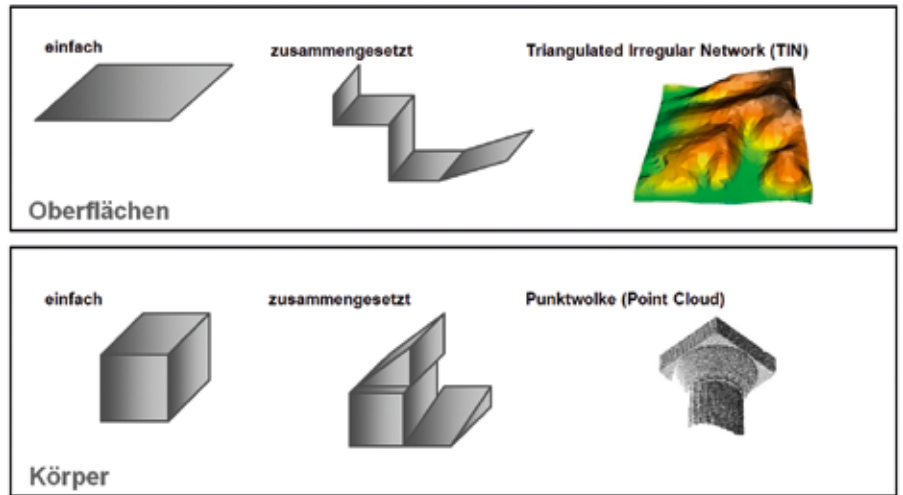 einfach
zusammengesetzt
Triangulated Irregular Network (TIN)
Oberflächen
einfach
zusammengesetzt
Punktwolke (Point Cloud)
Körper